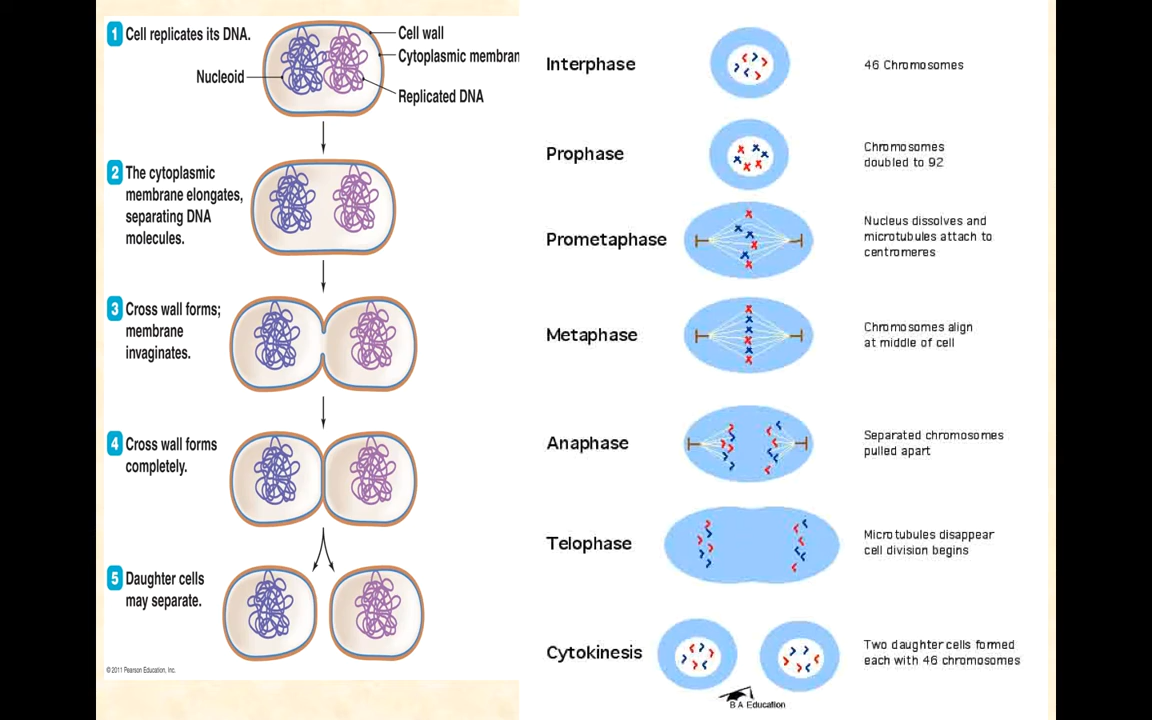 1 Cell replicates its DNA.
Cell wall
Cytoplasmic membran
Nucleoid
Replicated DNA
2 The cytoplasmic
membrane elongates,
separating DNA
molecules.
3 Cross wall forms;
membrane
invaginates.
4 Cross wall forms
completely.
5 Daughter cells
may separate.
© 2011 Pearson Education, Inc.
Interphase
46 Chromosomes
Prophase
Chromosomes
doubled to 92
Prometaphase
Nucleus dissolves and
microtubules attach to
centromeres
Metaphase
Chromosomes align
at middle of cell
Anaphase
Separated chromosomes
pulled apart
Telophase
Microtubules disappear
cell division begins
Cytokinesis
Two daughter cells formed
each with 46 chromosomes
B A Education